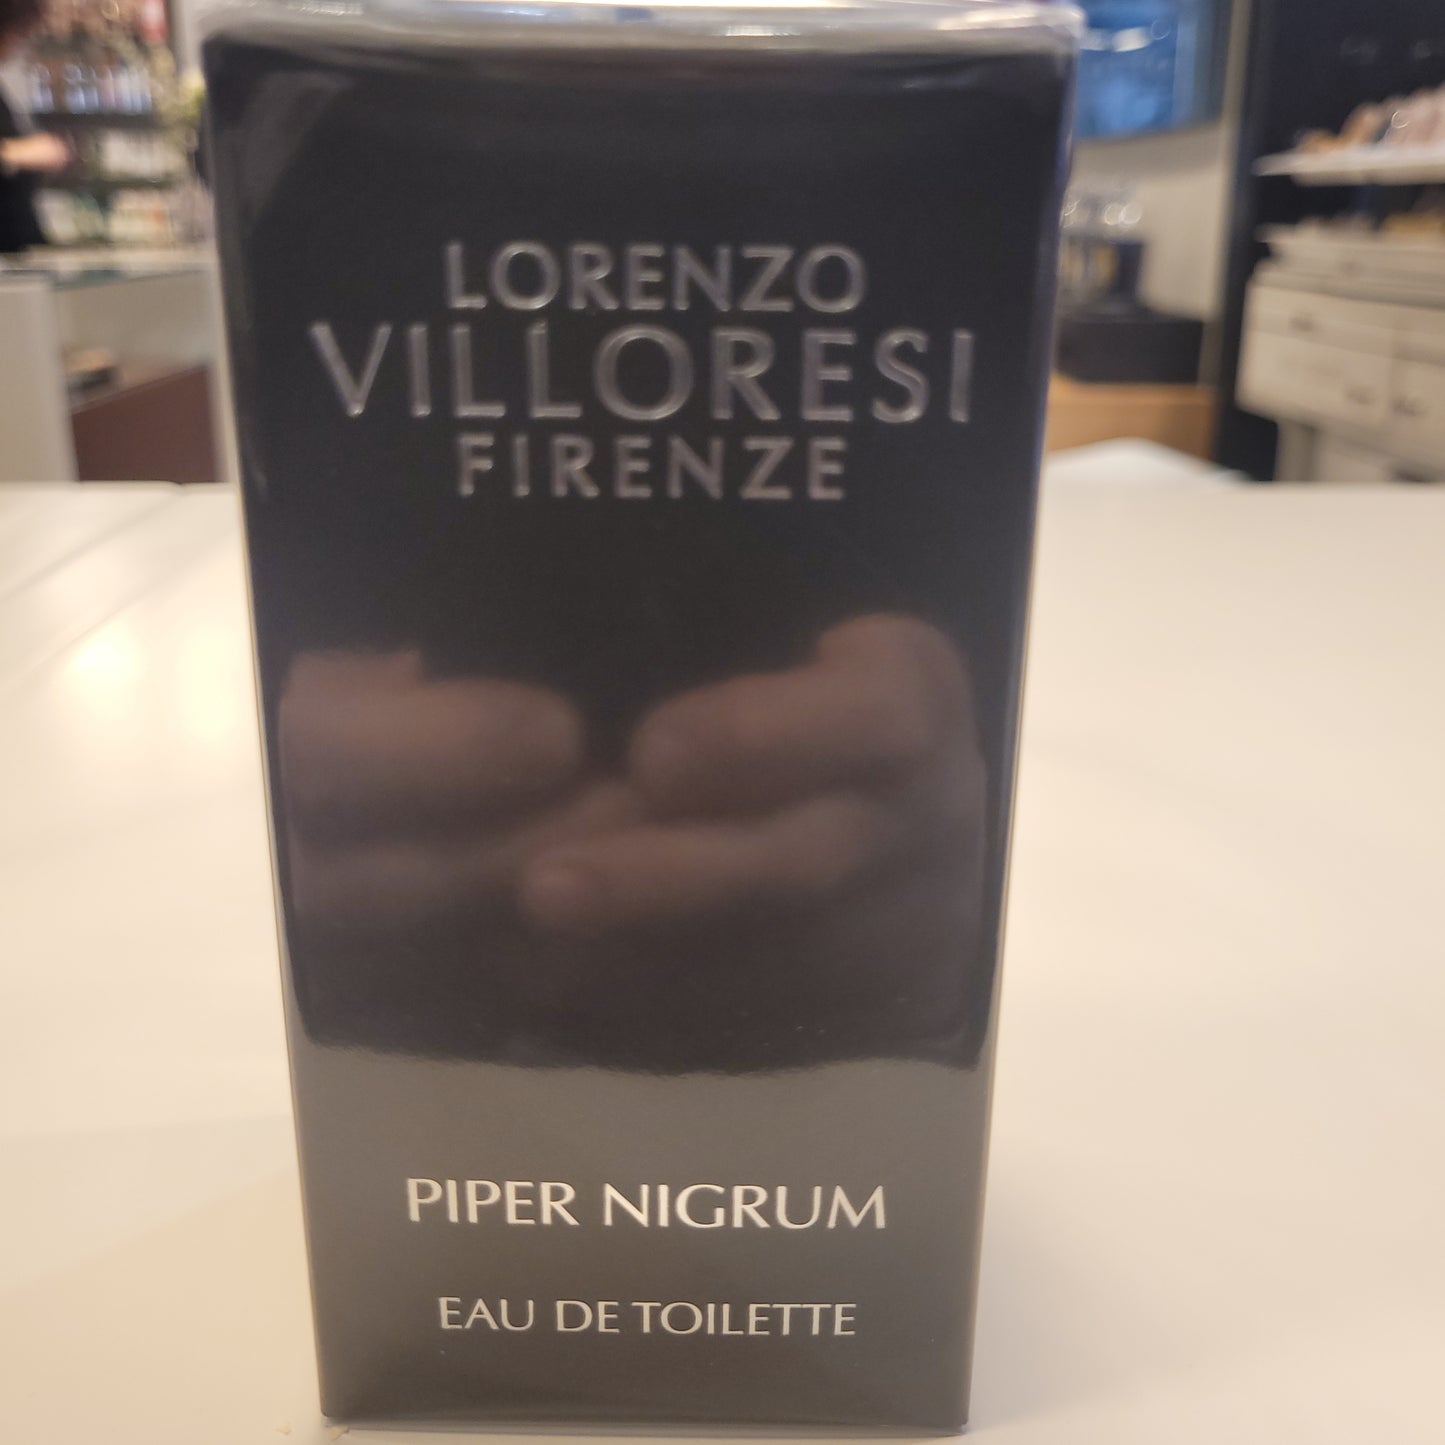 LORENZO
VILLORESI
FIRENZE
PIPER NIGRUM
EAU DE TOILETTE